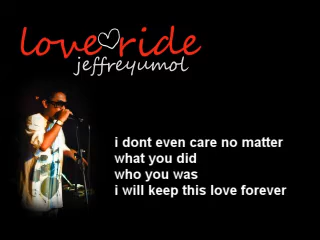 love ride
jeffreyumol
i dont even care no matter
what you did
who you was
i will keep this love forever